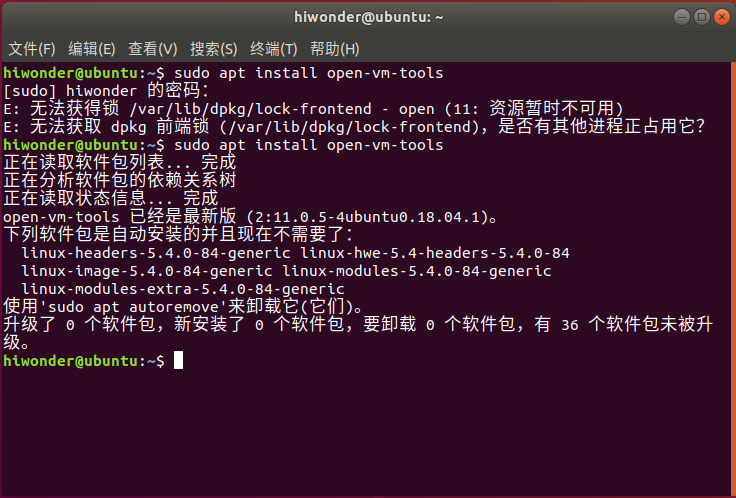 hiwonder@ubuntu: ~
文件(F) 编辑(E) 查看(V) 搜索(S) 终端(T) 帮助(H)
hiwonder@ubuntu:~$ sudo apt install open-vm-tools
[sudo] hiwonder 的密码：
E: 无法获得锁 /var/lib/dpkg/lock-frontend - open (11: 资源暂时不可用)
E: 无法获取 dpkg 前端锁 (/var/lib/dpkg/lock-frontend)，是否有其他进程正占用它？
hiwonder@ubuntu:~$ sudo apt install open-vm-tools
正在读取软件包列表... 完成
正在分析软件包的依赖关系树
正在读取状态信息... 完成
open-vm-tools 已经是最新版 (2:11.0.5-4ubuntu0.18.04.1)。
下列软件包是自动安装的并且现在不需要了：
linux-headers-5.4.0-84-generic linux-hwe-5.4-headers-5.4.0-84
linux-image-5.4.0-84-generic linux-modules-5.4.0-84-generic
linux-modules-extra-5.4.0-84-generic
使用'sudo apt autoremove'来卸载它(它们)。
升级了 0 个软件包，新安装了 0 个软件包，要卸载 0 个软件包，有 36 个软件包未被升
级。
hiwonder@ubuntu:~$